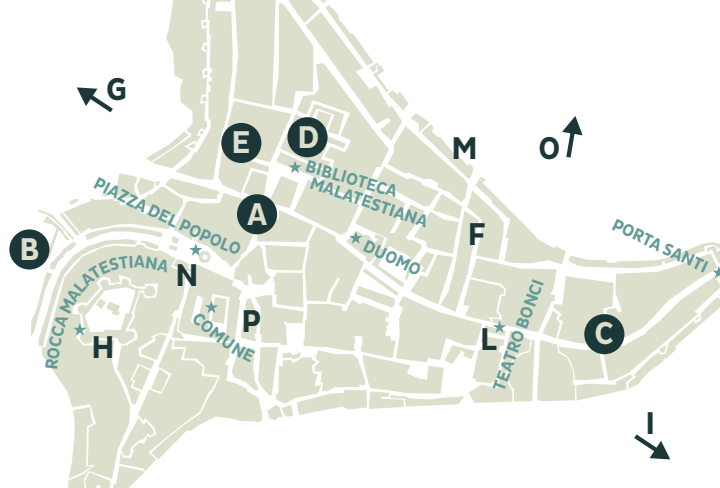 G
E
D
M
O
BIBLIOTECA
MALATESTIANA
PIAZZA DEL POPOLO
A
B
F
DUOMO
PORTA SANTI
ROCCA MALATESTIANA
N
H
COMUNE
P
L
TEATRO BONCI
C
I